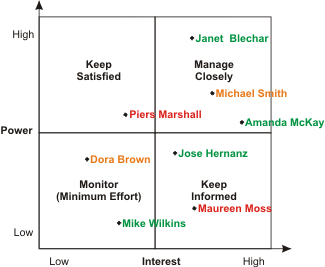 High
Janet Blechar
Keep
Satisfied
Manage
Closely
Michael Smith
Piers Marshall
Amanda McKay
Power
Dora Brown
Jose Hernanz
Monitor
(Minimum Effort)
Keep
Informed
Maureen Moss
Mike Wilkins
Low
Low
Interest
High